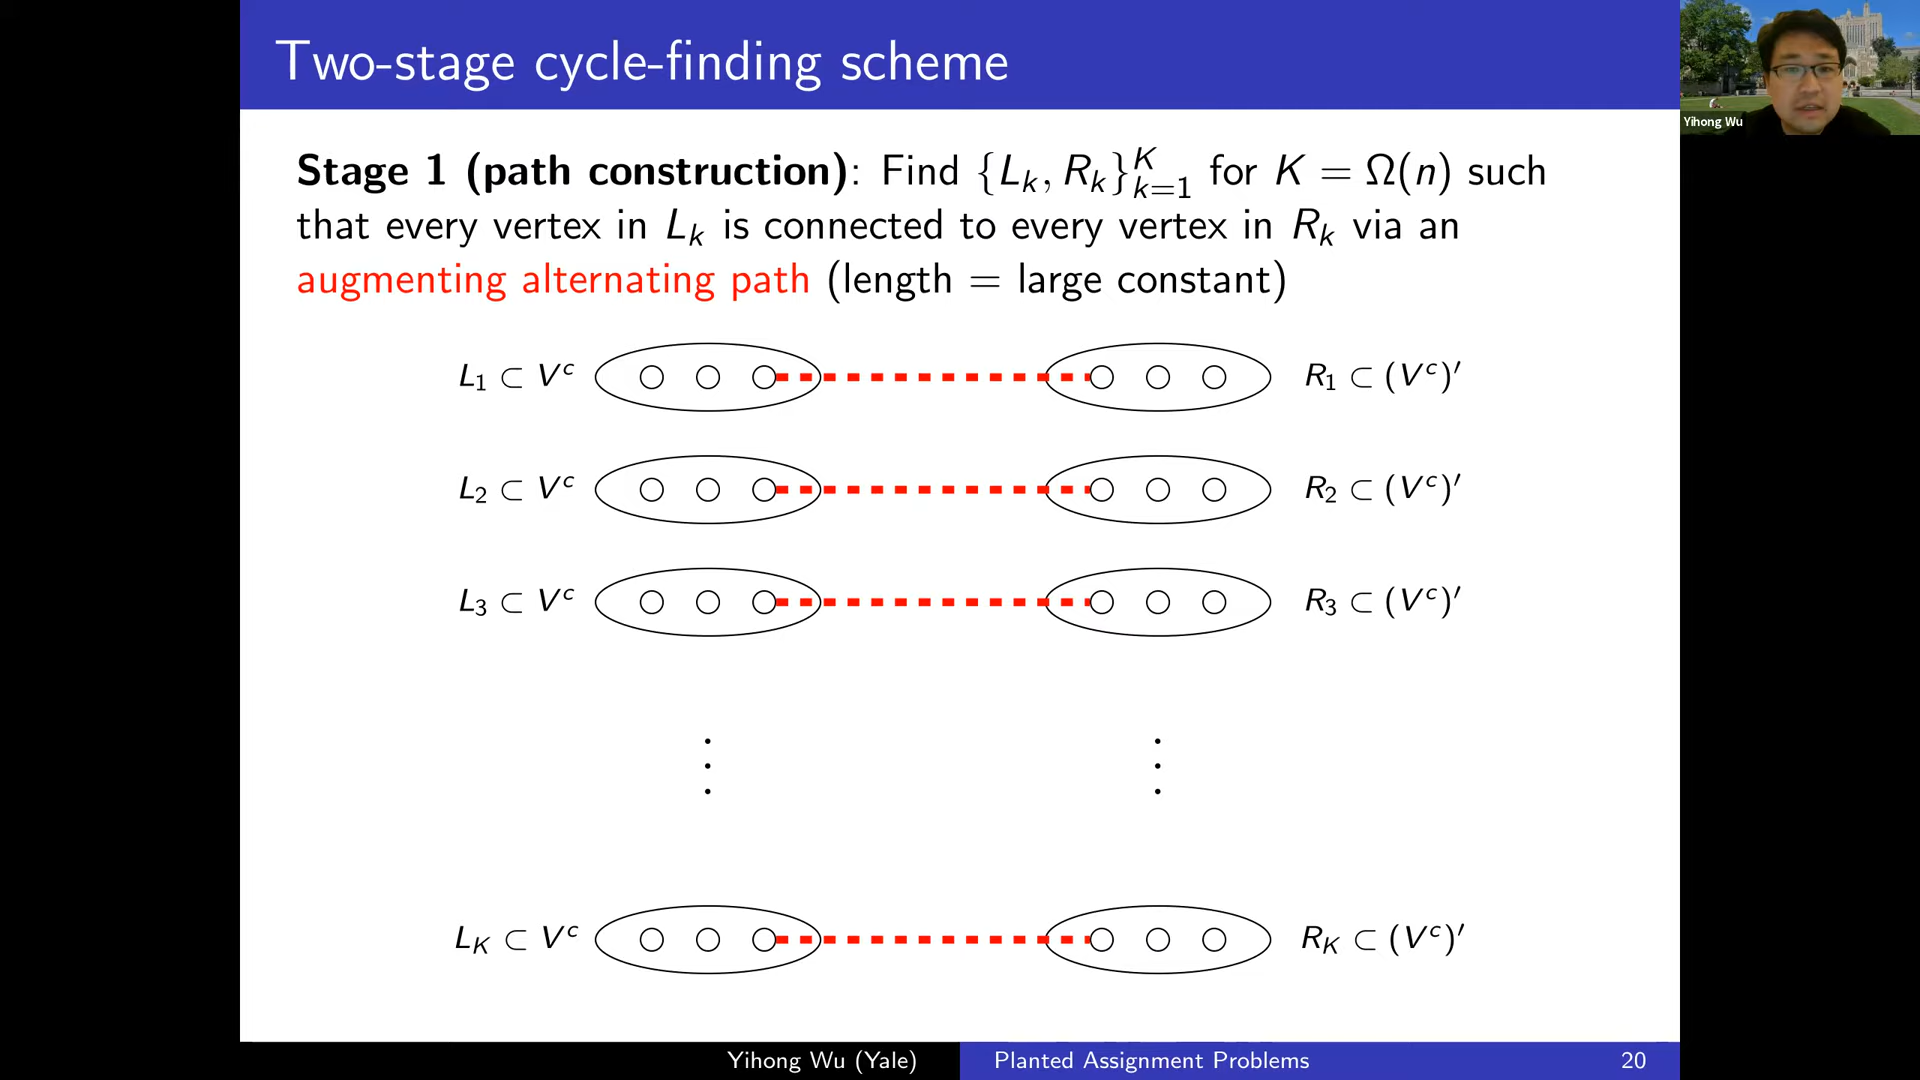 Two-stage cycle-finding scheme
Yihong Wu
Stage 1 (path construction): Find {L_k, R_k}_{k=1}^K for K = Ω(n) such
that every vertex in L_k is connected to every vertex in R_k via an
augmenting alternating path (length = large constant)
L_1 ⊂ V^c R_1 ⊂ (V^c)′
L_2 ⊂ V^c R_2 ⊂ (V^c)′
L_3 ⊂ V^c R_3 ⊂ (V^c)′
L_K ⊂ V^c R_K ⊂ (V^c)′
Yihong Wu (Yale) Planted Assignment Problems 20